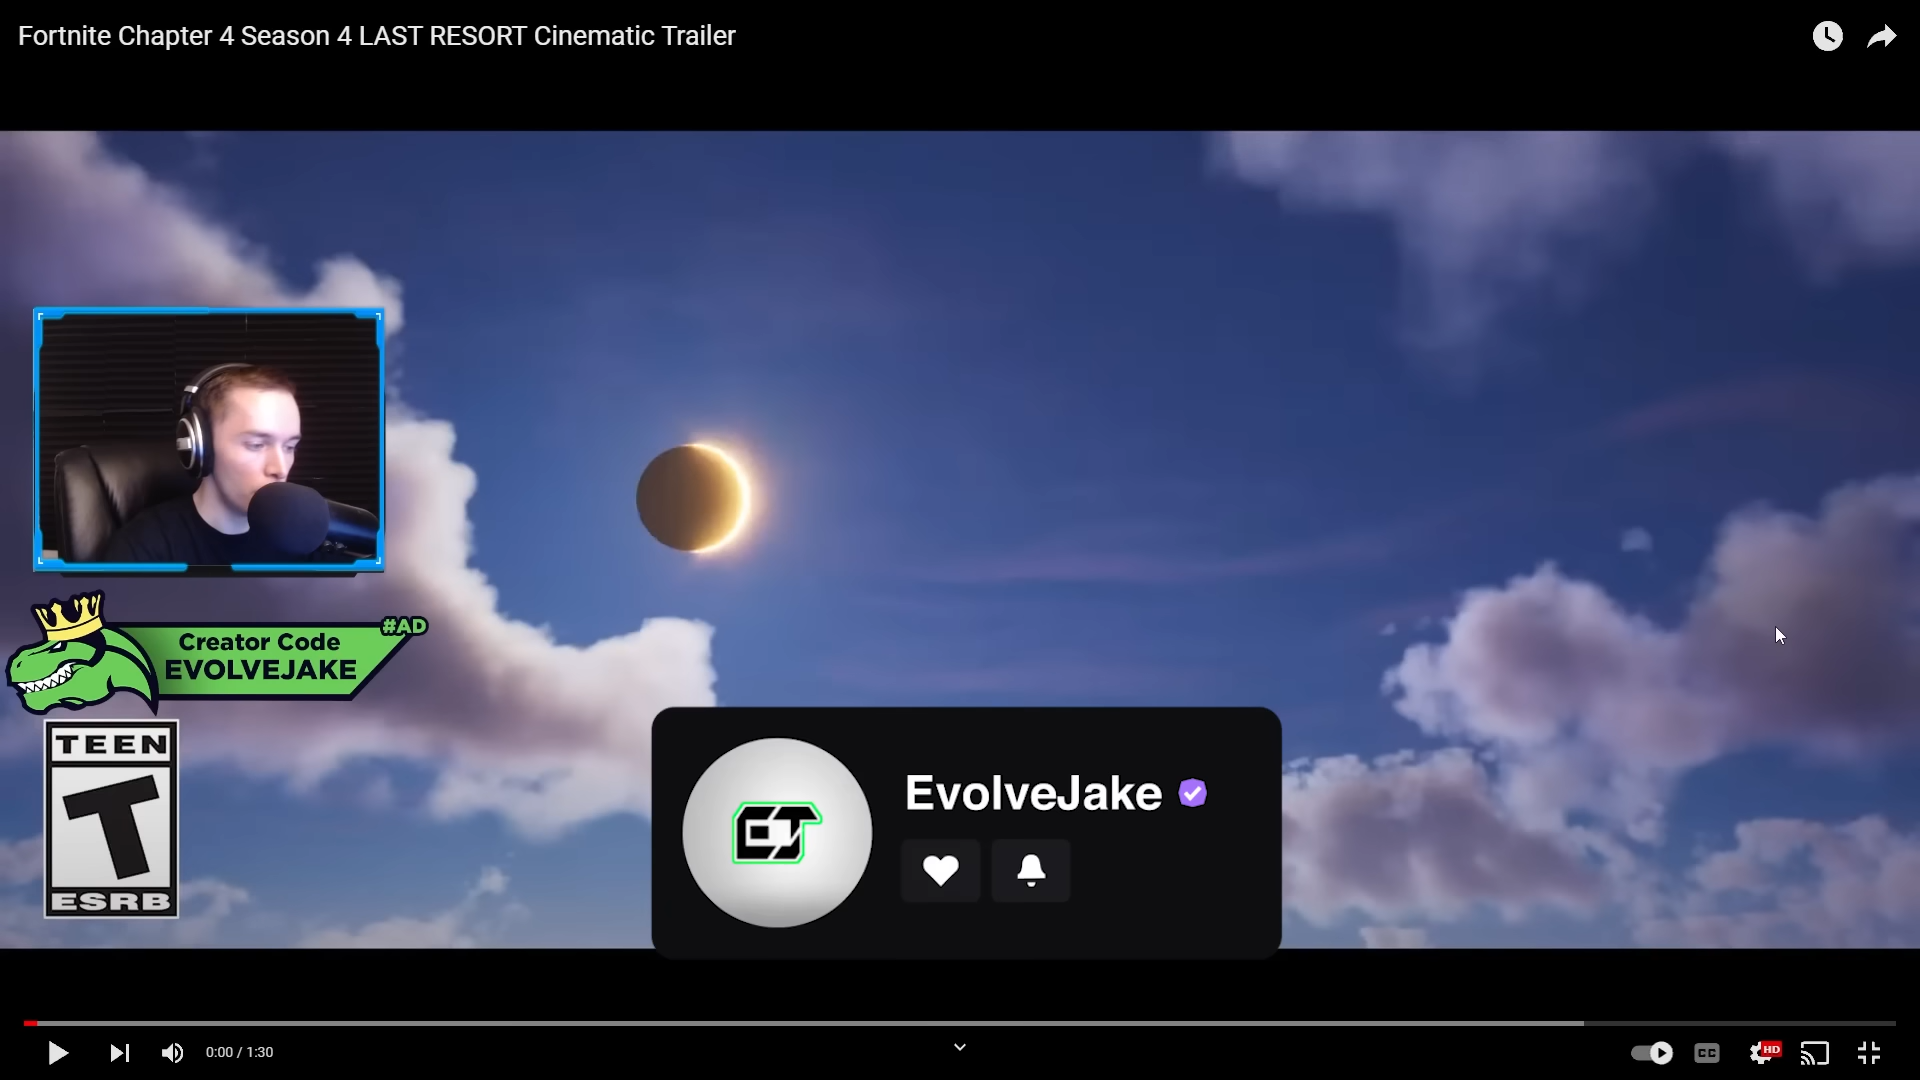 Fortnite Chapter 4 Season 4 LAST RESORT Cinematic Trailer
#AD
Creator Code
EVOLVEJAKE
TEEN
T
ESRB
EvolveJake
0:00 / 1:30
CC
HD